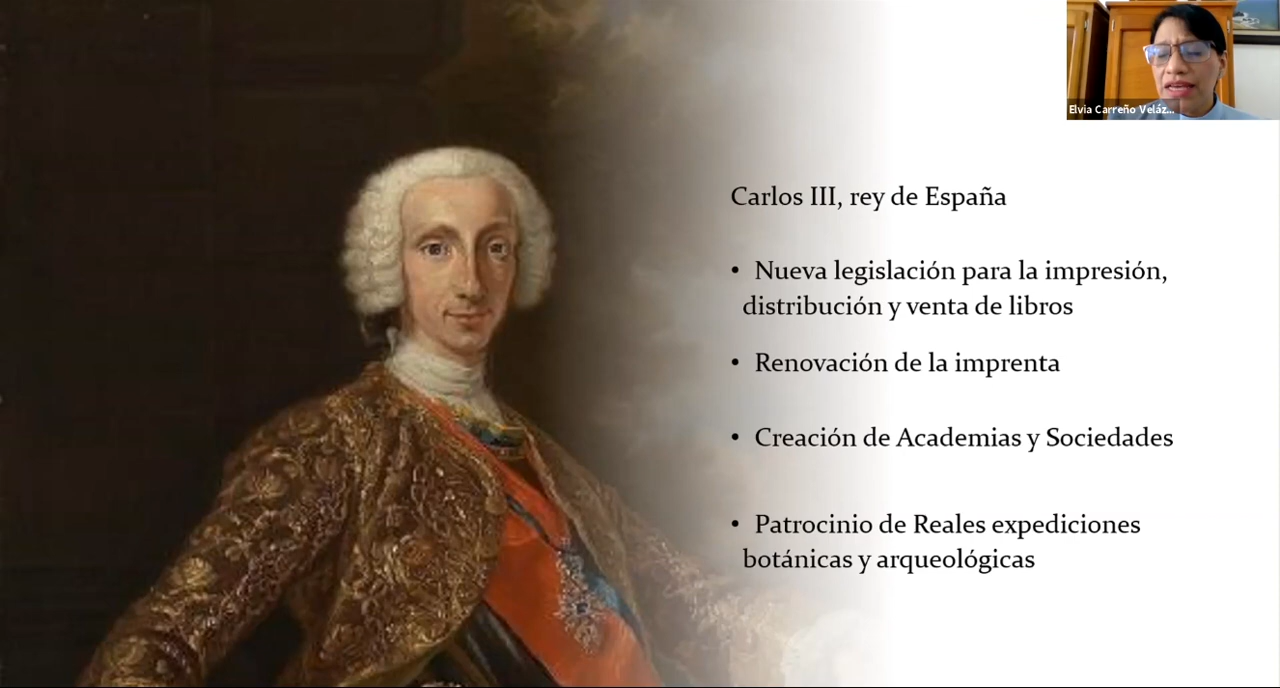 Elvia Carreño Veláz...
Carlos III, rey de España
• Nueva legislación para la impresión,
distribución y venta de libros
• Renovación de la imprenta
• Creación de Academias y Sociedades
• Patrocinio de Reales expediciones
botánicas y arqueológicas